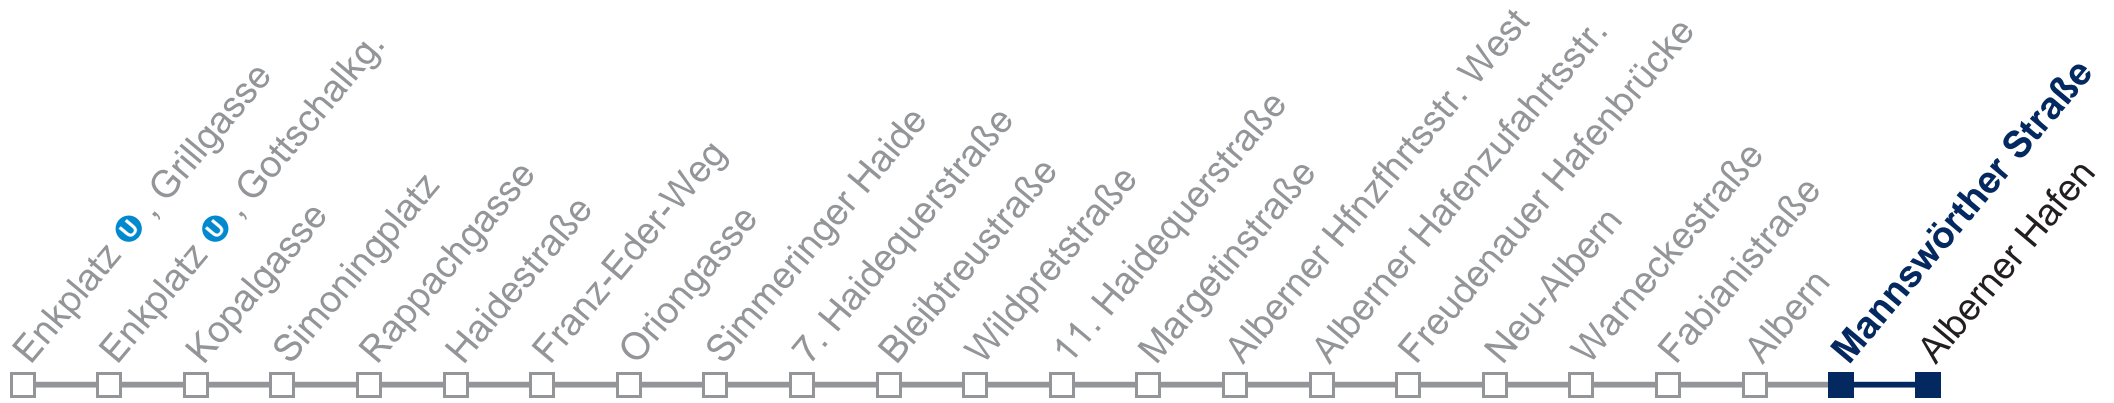 Enkplatz U , Grillgasse
Enkplatz U , Gottschalkg.
Kopalgasse
Simoningplatz
Rappachgasse
Haidestraße
Franz-Eder-Weg
Oriongasse
Simmeringer Haide
7. Haidequerstraße
Bleibtreustraße
Wildpretstraße
11. Haidequerstraße
Margetinstraße
Alberner Hfnzfhrtsstr. West
Alberner Hafenzufahrtsstr.
Freudenauer Hafenbrücke
Neu-Albern
Warneckestraße
Fabianistraße
Albern
Mannswörther Straße
Alberner Hafen